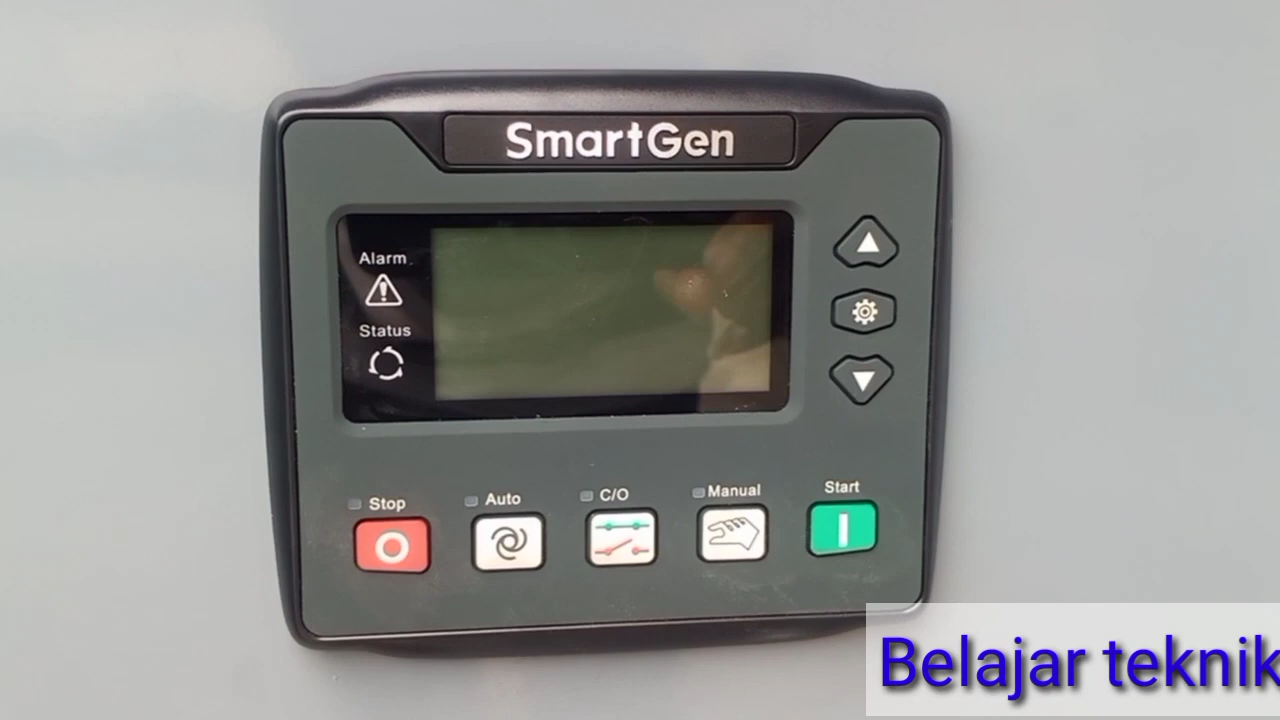 SmartGen
Alarm
Status
Stop
Auto
C/O
Manual
Start
Belajar teknik